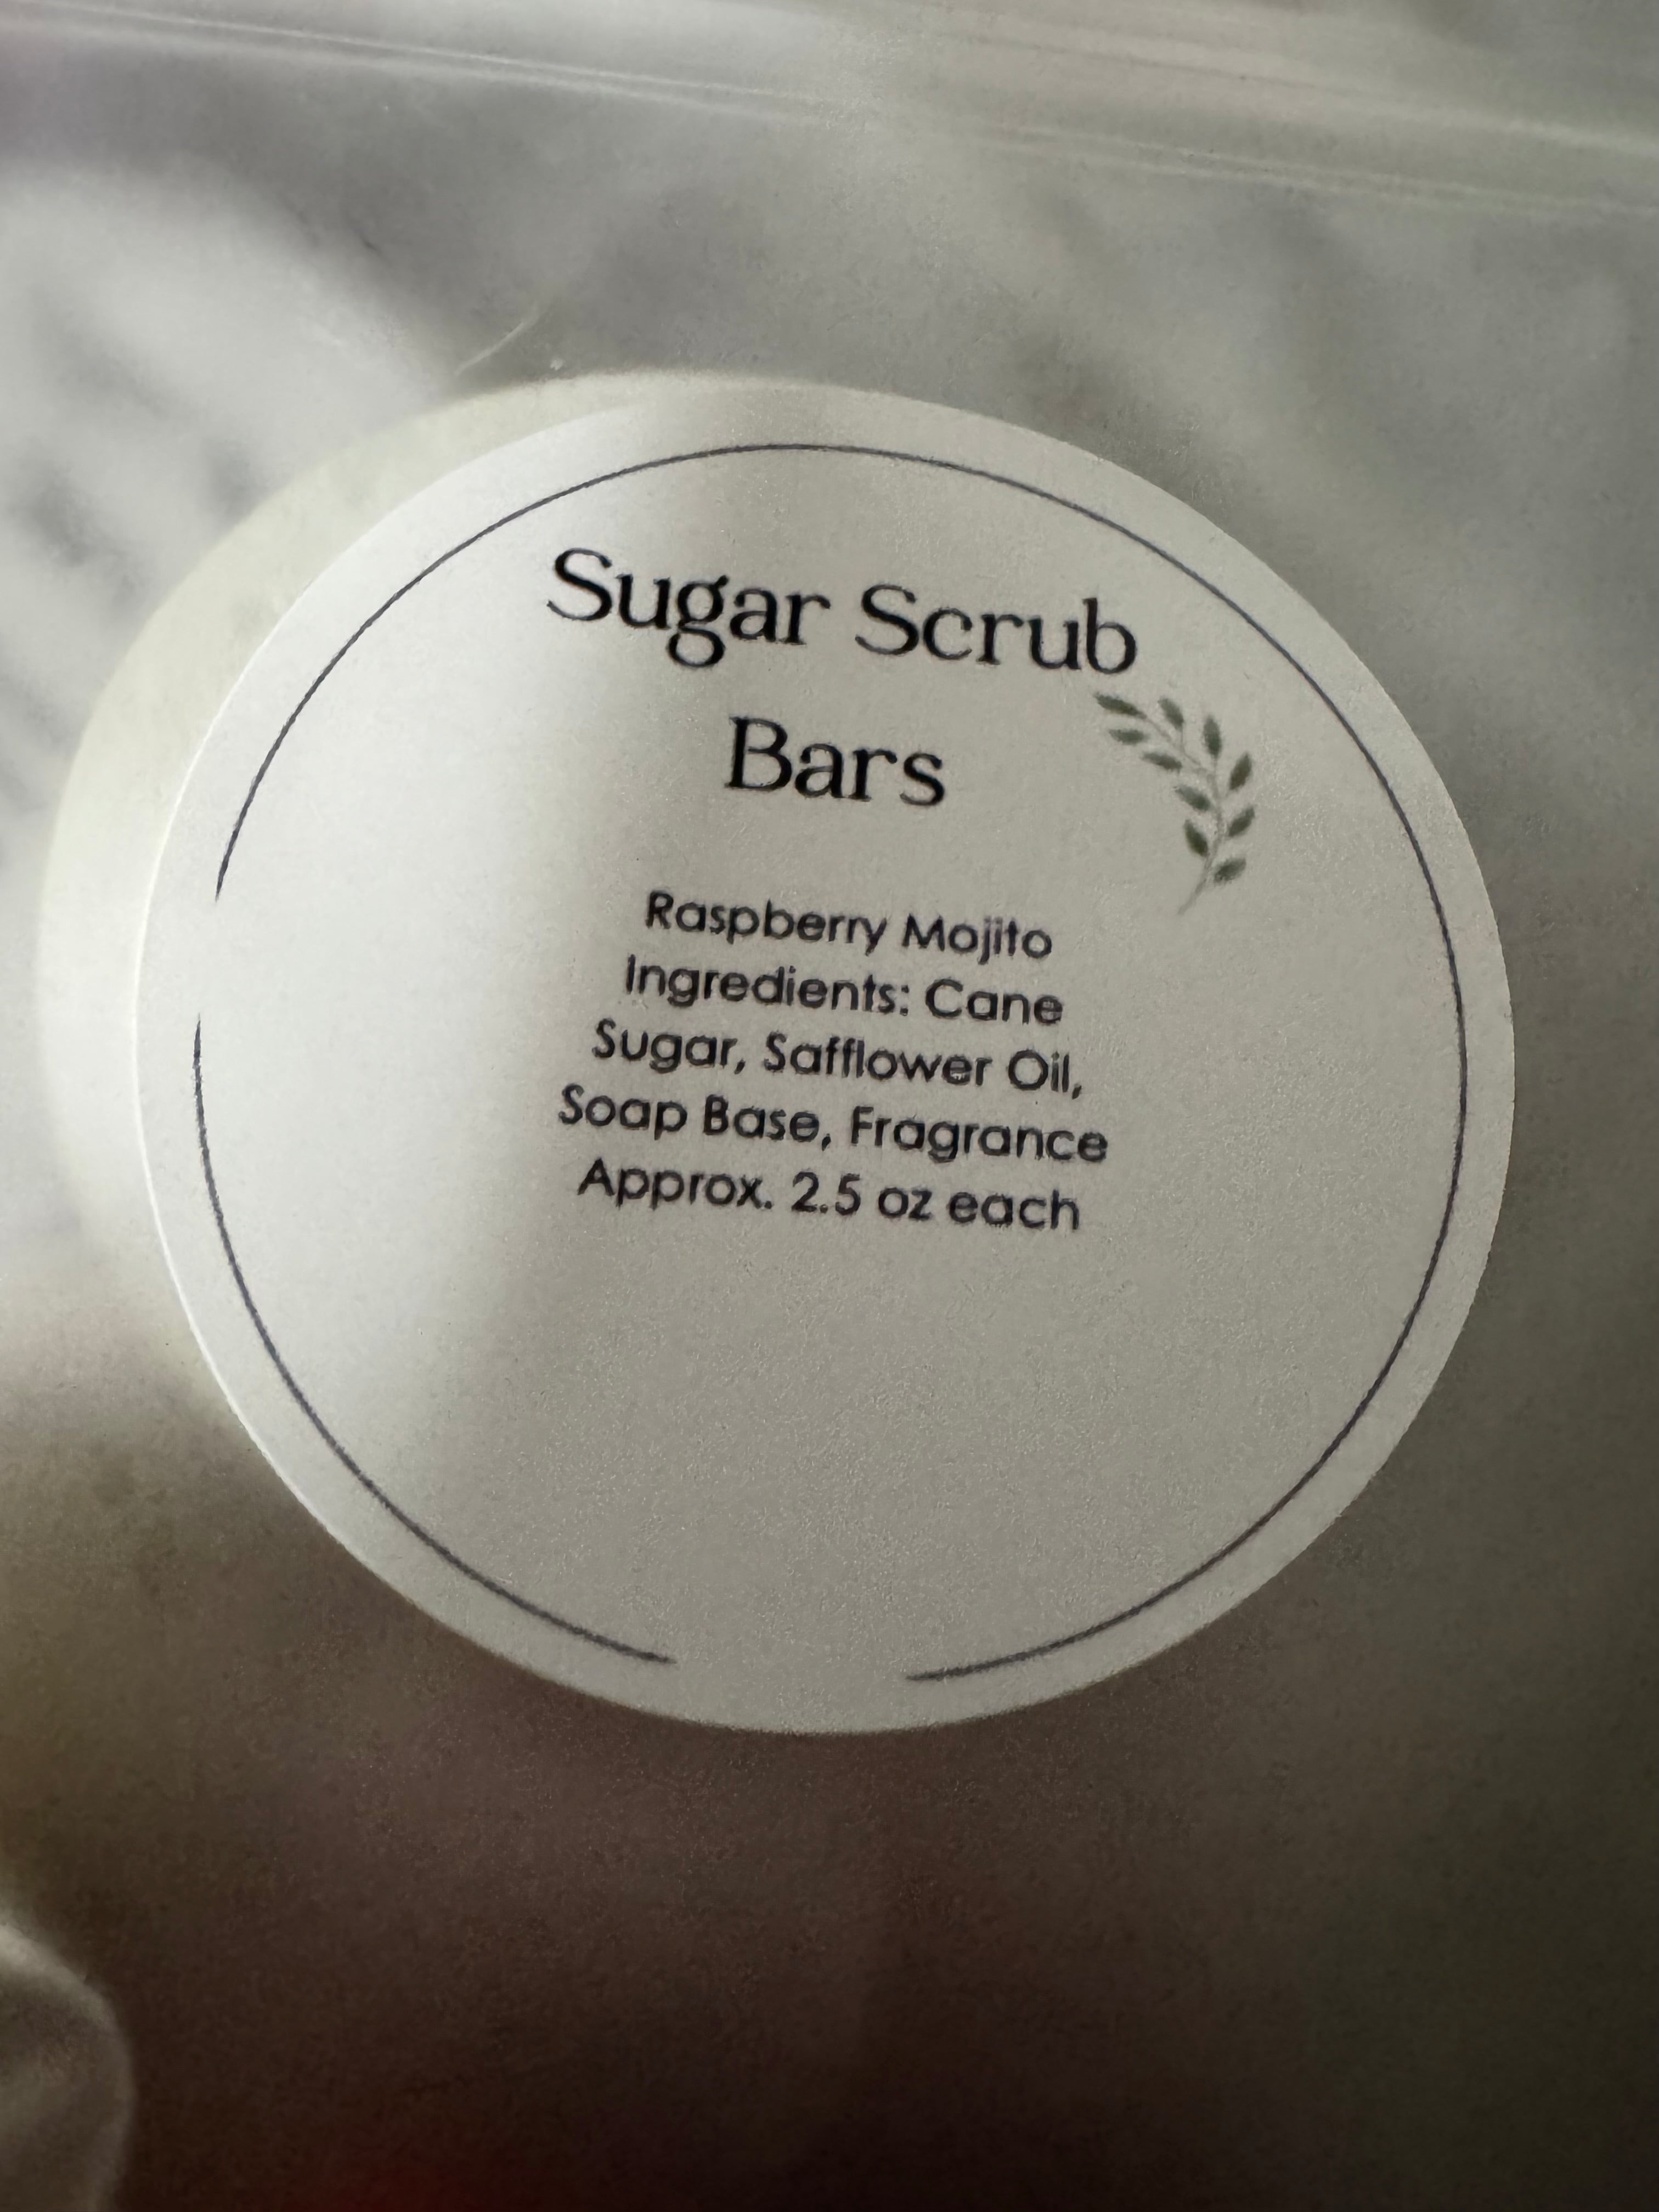 Sugar Scrub
Bars
Raspberry Mojito
Ingredients: Cane
Sugar, Safflower Oil,
Soap Base, Fragrance
Approx. 2.5 oz each